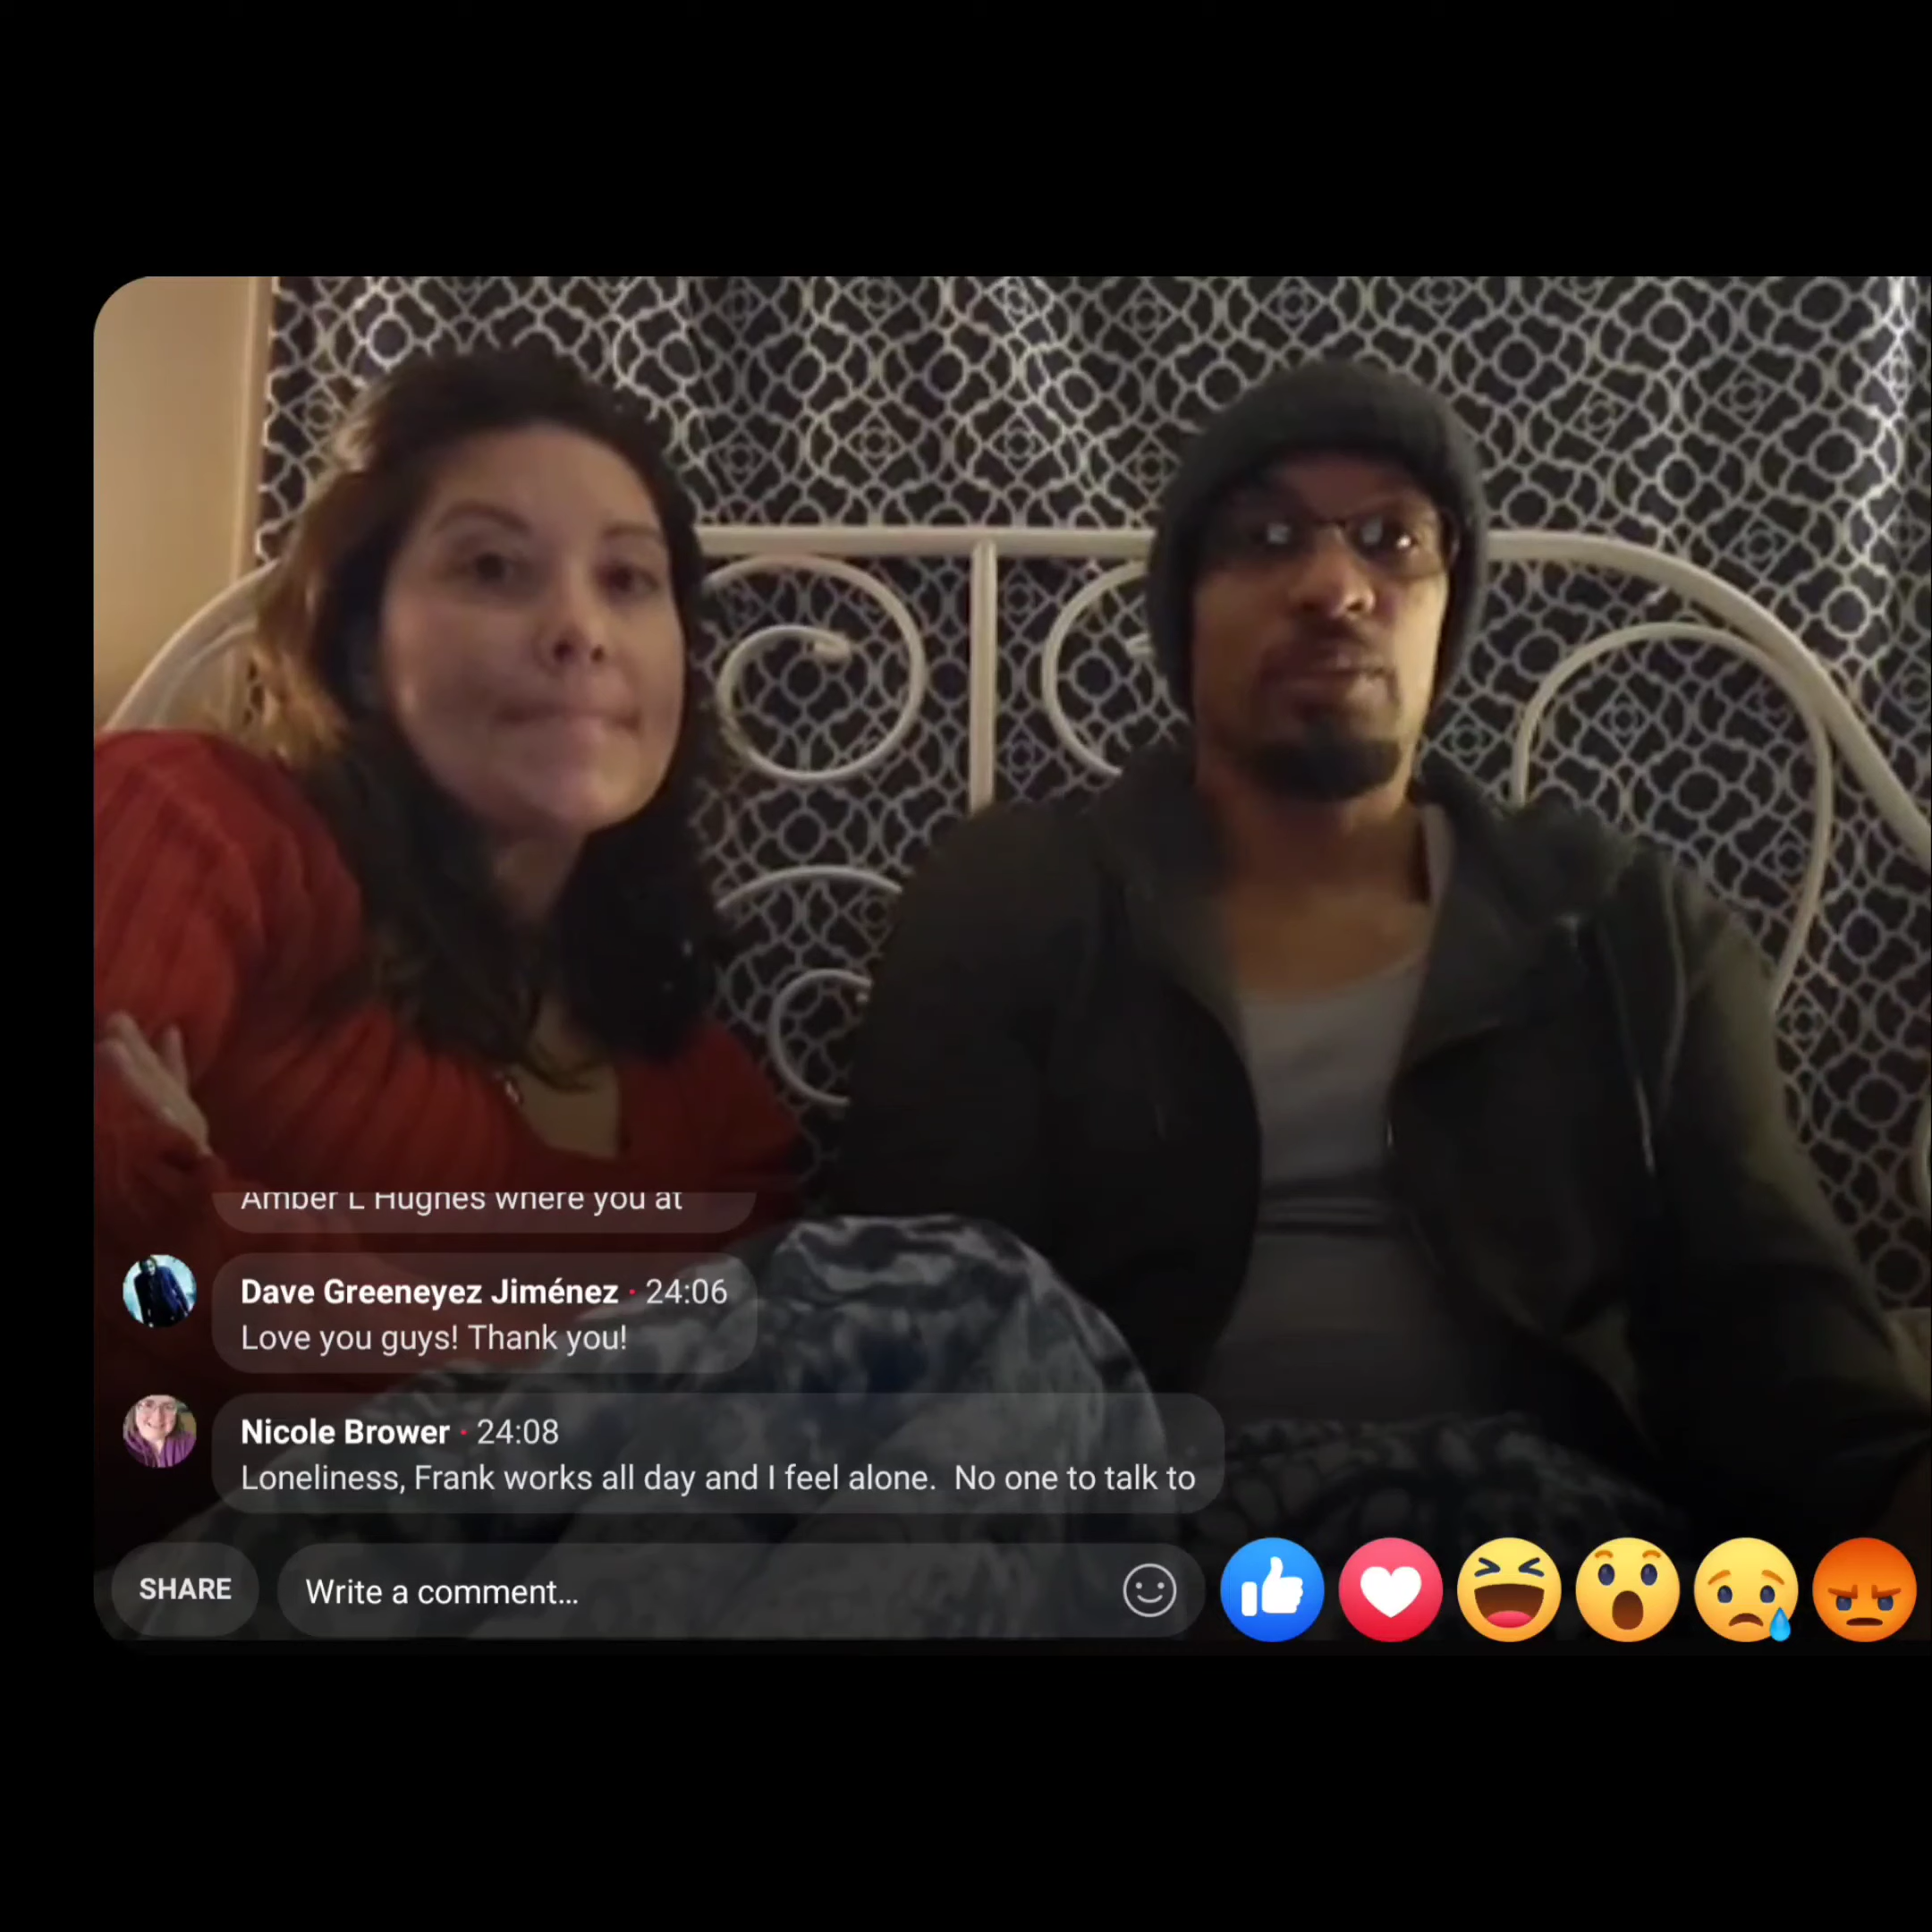 Amber L Hughes where you at
Dave Greeneyez Jiménez · 24:06
Love you guys! Thank you!
Nicole Brower · 24:08
Loneliness, Frank works all day and I feel alone.  No one to talk to
SHARE
Write a comment...